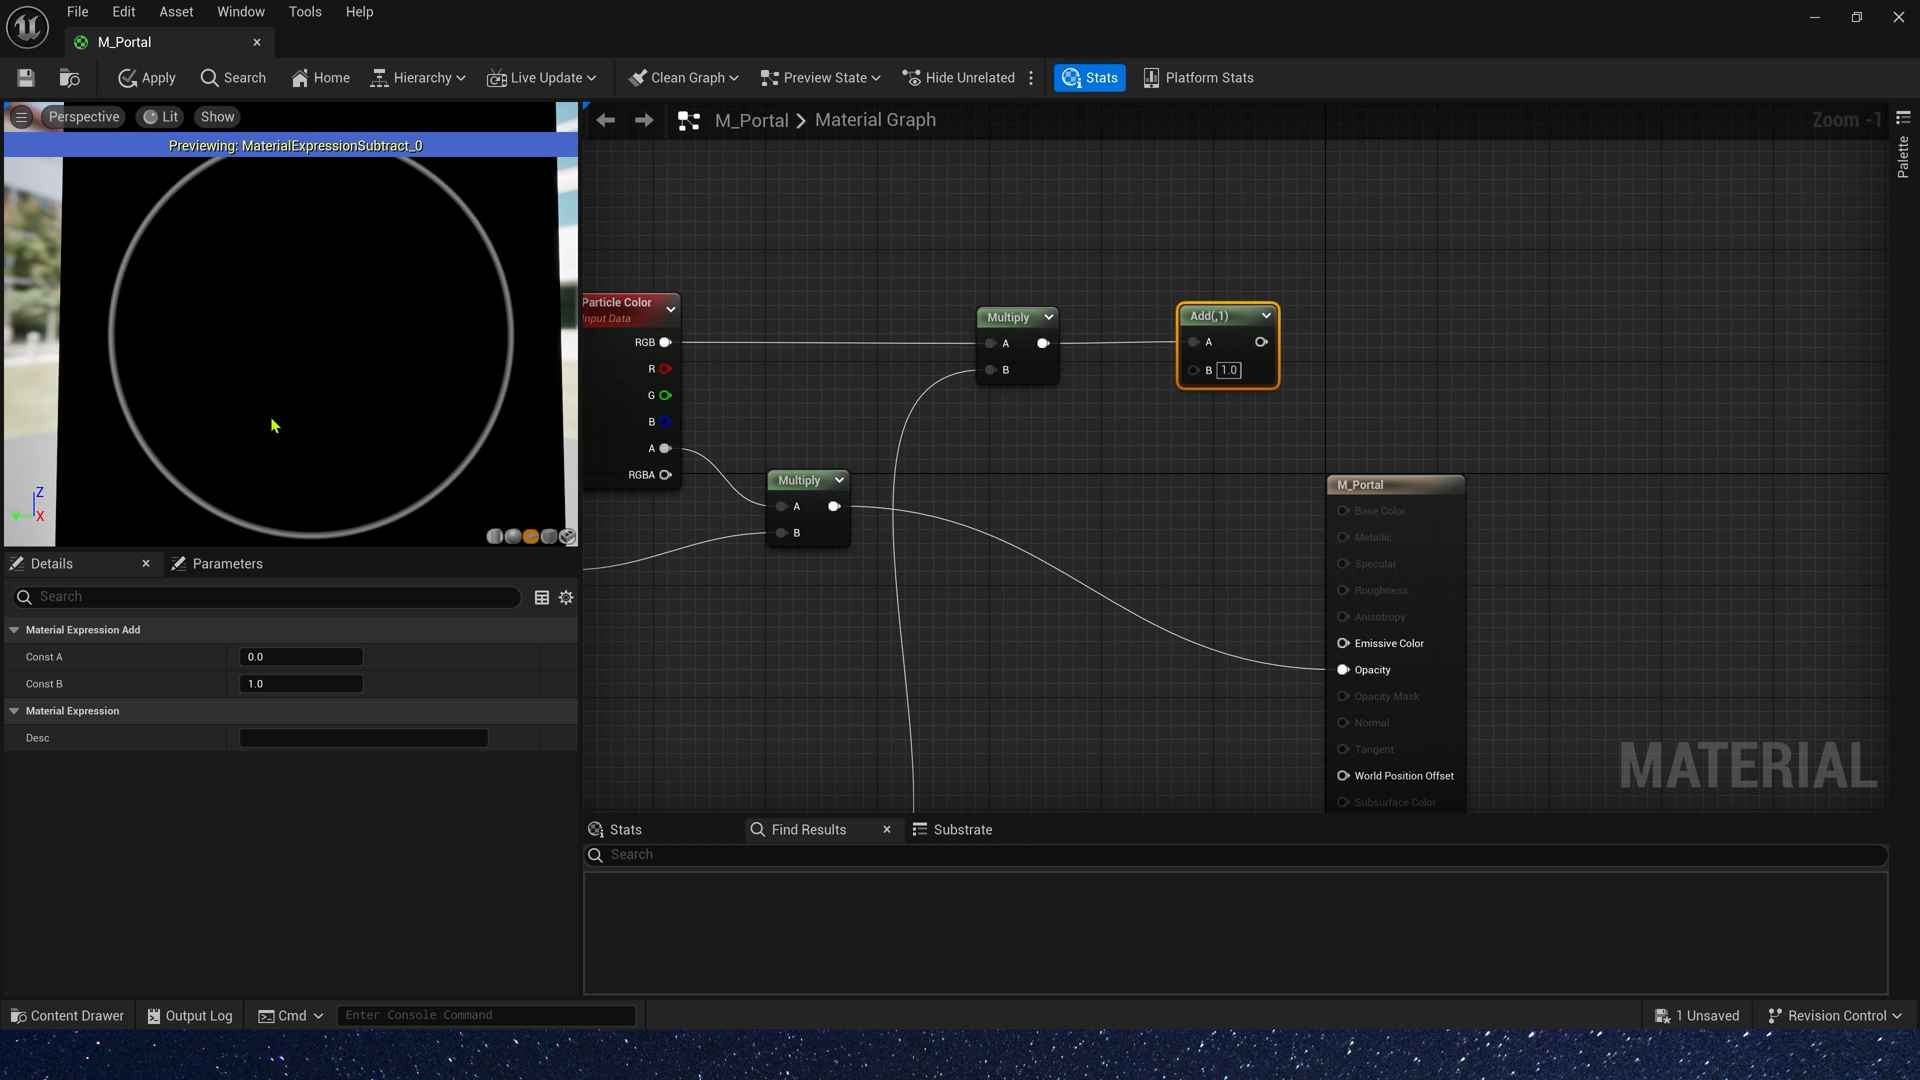 File Edit Asset Window Tools Help
M_Portal
Apply Search Home Hierarchy Live Update Clean Graph Preview State Hide Unrelated Stats Platform Stats
Perspective Lit Show
Previewing: MaterialExpressionSubtract_0
M_Portal > Material Graph
Zoom -1
Palette
Particle Color
Input Data
RGB
R
G
B
A
RGBA
Multiply
A
B
Add(,1)
A
B 1.0
Multiply
A
B
M_Portal
Base Color
Metallic
Specular
Roughness
Anisotropy
Emissive Color
Opacity
Opacity Mask
Normal
Tangent
World Position Offset
Subsurface Color
MATERIAL
Z
X
Details Parameters
Search
Material Expression Add
Const A 0.0
Const B 1.0
Material Expression
Desc
Stats Find Results Substrate
Search
Content Drawer Output Log Cmd Enter Console Command 1 Unsaved Revision Control